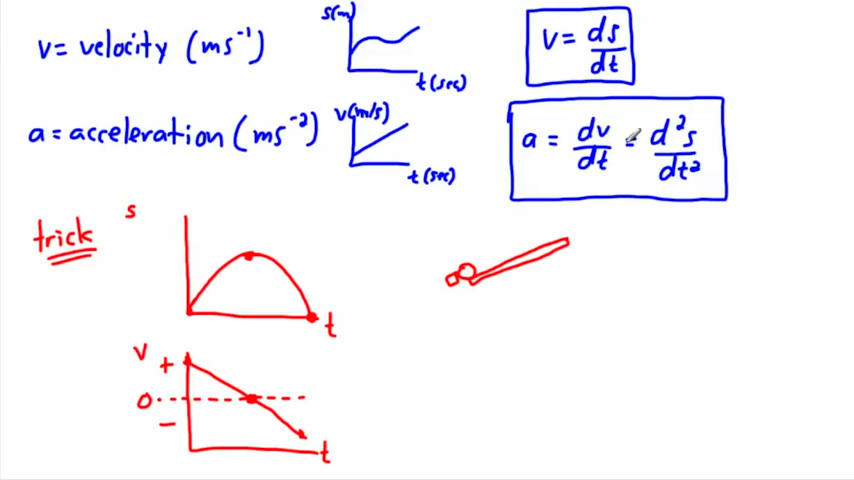 s(m)
v = velocity (ms⁻¹)
t(sec)
v = ds/dt
v(m/s)
a = acceleration (ms⁻²)
t(sec)
a = dv/dt = d²s/dt²
trick
s
t
v
+
0
−
t